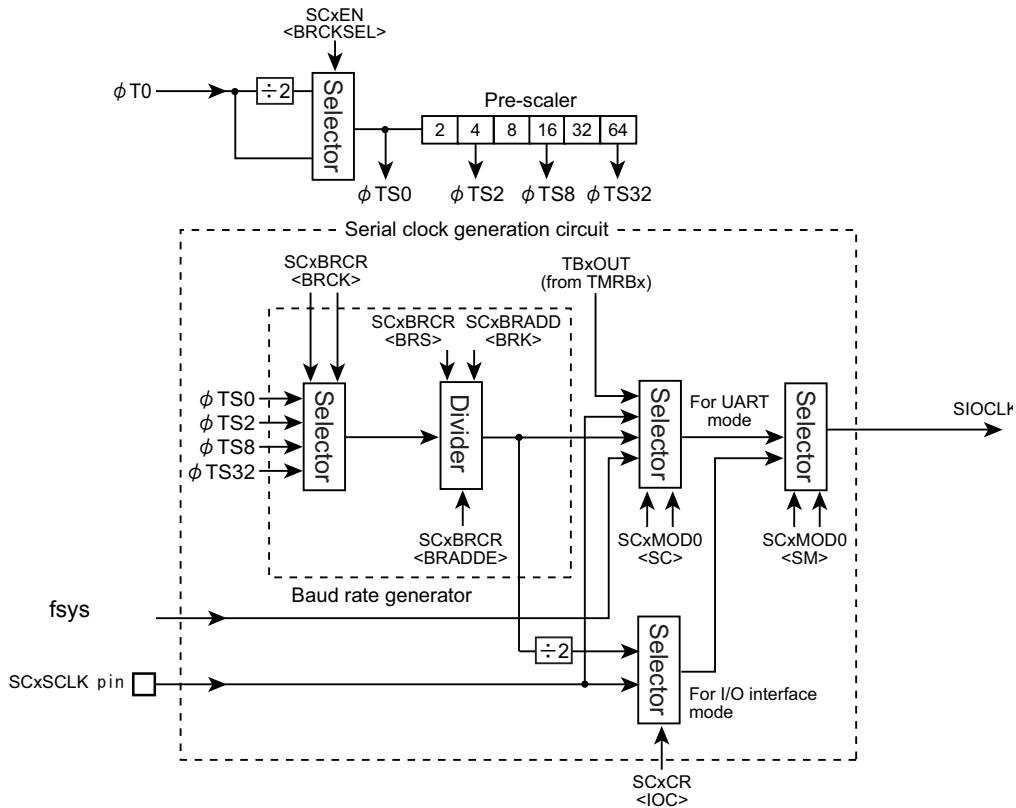 SCxEN
<BRCKSEL>
ϕT0
÷2
Selector
Pre-scaler
2 4 8 16 32 64
ϕTS0 ϕTS2 ϕTS8 ϕTS32
Serial clock generation circuit
SCxBRCR
<BRCK>
TBxOUT
(from TMRBx)
SCxBRCR
<BRS>
SCxBRADD
<BRK>
ϕTS0
ϕTS2
ϕTS8
ϕTS32
Selector
Divider
Selector
For UART
mode
Selector
SIOCLK
SCxBRCR
<BRADDE>
SCxMOD0
<SC>
SCxMOD0
<SM>
Baud rate generator
fsys
÷2
Selector
SCxSCLK pin
For I/O interface
mode
SCxCR
<IOC>